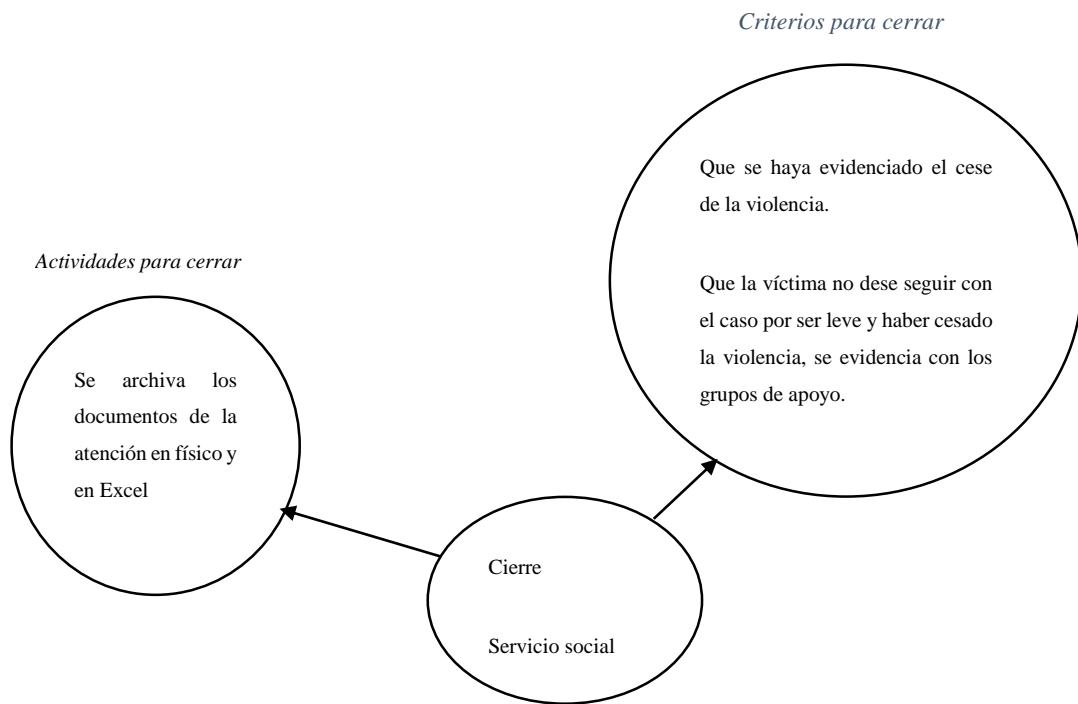 Criterios para cerrar
Que se haya evidenciado el cese
de la violencia.
Que la víctima no dese seguir con
el caso por ser leve y haber cesado
la violencia, se evidencia con los
grupos de apoyo.
Actividades para cerrar
Se archiva los
documentos de la
atención en físico y
en Excel
Cierre
Servicio social